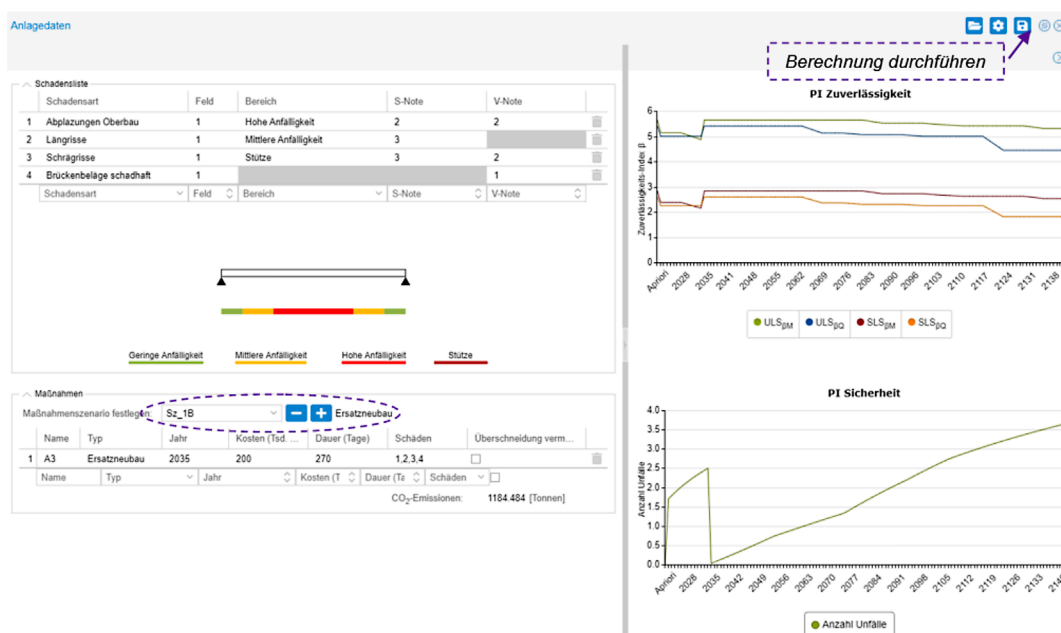 Anlagedaten
Berechnung durchführen
Schadensliste
Schadensart Feld Bereich S-Note V-Note
1 Abplazungen Oberbau 1 Hohe Anfälligkeit 2 2
2 Längrisse 1 Mittlere Anfälligkeit 3
3 Schrägrisse 1 Stütze 3 2
4 Brückenbeläge schadhaft 1 1
Schadensart Feld Bereich S-Note V-Note
Geringe Anfälligkeit Mittlere Anfälligkeit Hohe Anfälligkeit Stütze
Maßnahmen
Maßnahmenszenario festlegen: Sz_1B Ersatzneubau
Name Typ Jahr Kosten (Tsd. ... Dauer (Tage) Schäden Überschneidung verm...
1 A3 Ersatzneubau 2035 200 270 1,2,3,4
Name Typ Jahr Kosten (T Dauer (Ta Schäden
CO2-Emissionen: 1184.484 [Tonnen]
PI Zuverlässigkeit
Zuverlässigkeits-Index β
6
5
4
3
2
1
0
Apriori 2028 2035 2041 2048 2055 2062 2069 2076 2083 2090 2096 2103 2110 2117 2124 2131 2138
ULSβM ULSβQ SLSβM SLSβQ
PI Sicherheit
Anzahl Unfälle
4.0
3.5
3.0
2.5
2.0
1.5
1.0
0.5
0.0
Apriori 2028 2035 2042 2049 2056 2063 2070 2077 2084 2091 2098 2105 2112 2119 2126 2133
Anzahl Unfälle